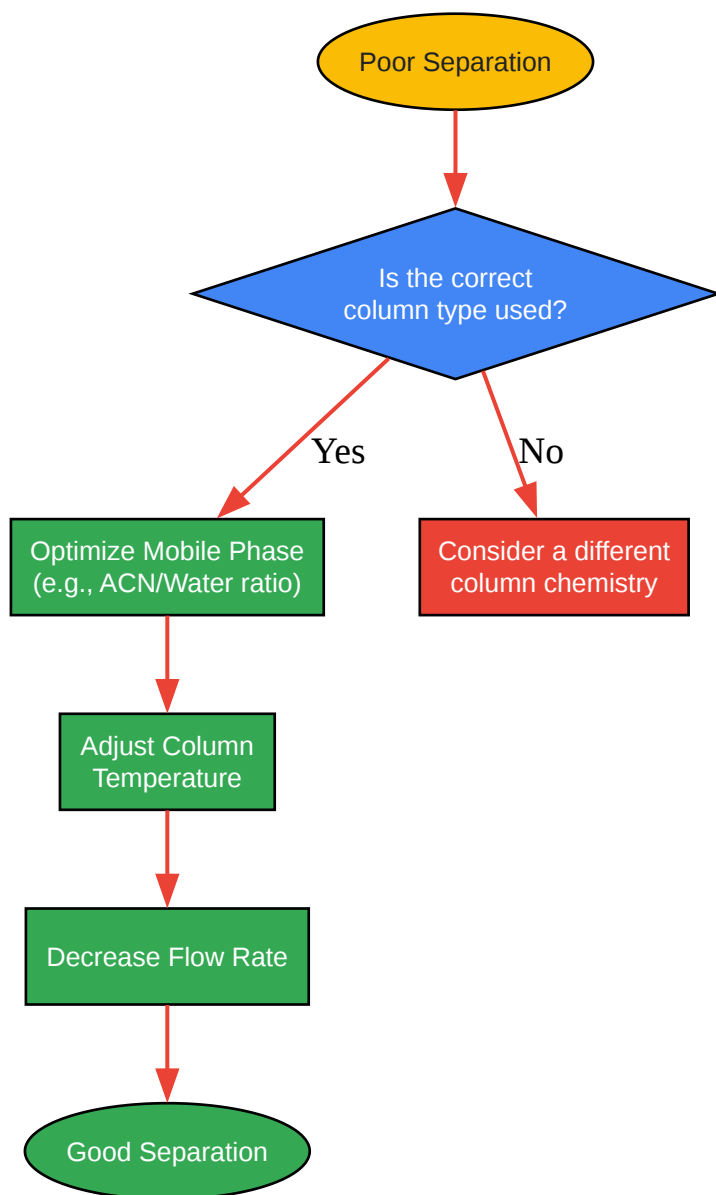 Poor Separation
Is the correct
column type used?
Yes
No
Optimize Mobile Phase
(e.g., ACN/Water ratio)
Consider a different
column chemistry
Adjust Column
Temperature
Decrease Flow Rate
Good Separation